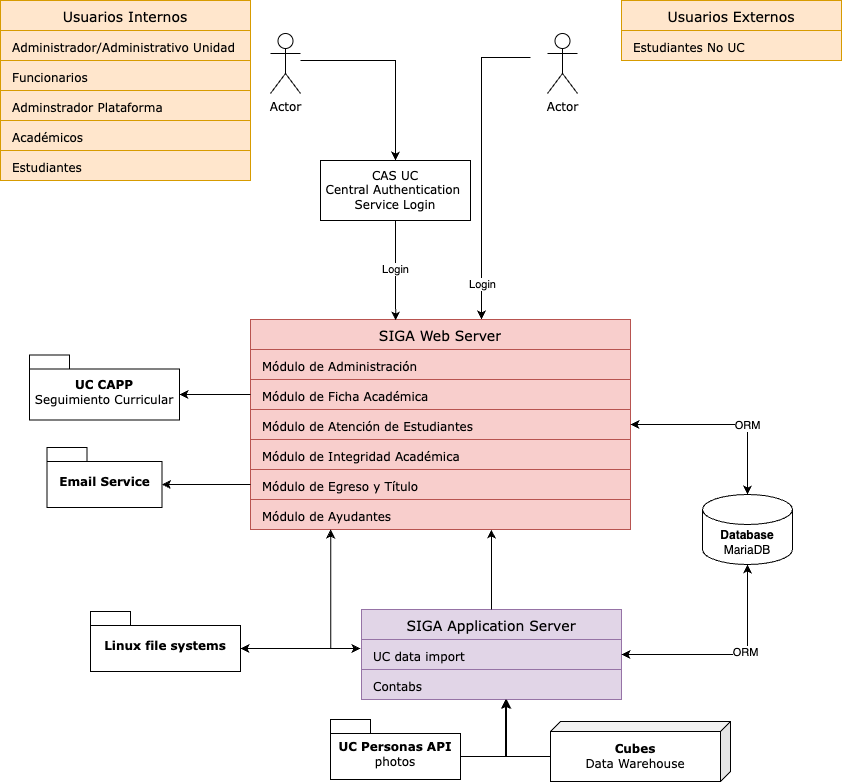 Usuarios Internos
Administrador/Administrativo Unidad
Funcionarios
Adminstrador Plataforma
Académicos
Estudiantes
Actor
Actor
Usuarios Externos
Estudiantes No UC
CAS UC
Central Authentication
Service Login
Login
Login
SIGA Web Server
Módulo de Administración
Módulo de Ficha Académica
Módulo de Atención de Estudiantes
Módulo de Integridad Académica
Módulo de Egreso y Título
Módulo de Ayudantes
UC CAPP
Seguimiento Curricular
Email Service
ORM
Database
MariaDB
ORM
Linux file systems
SIGA Application Server
UC data import
Contabs
UC Personas API
photos
Cubes
Data Warehouse